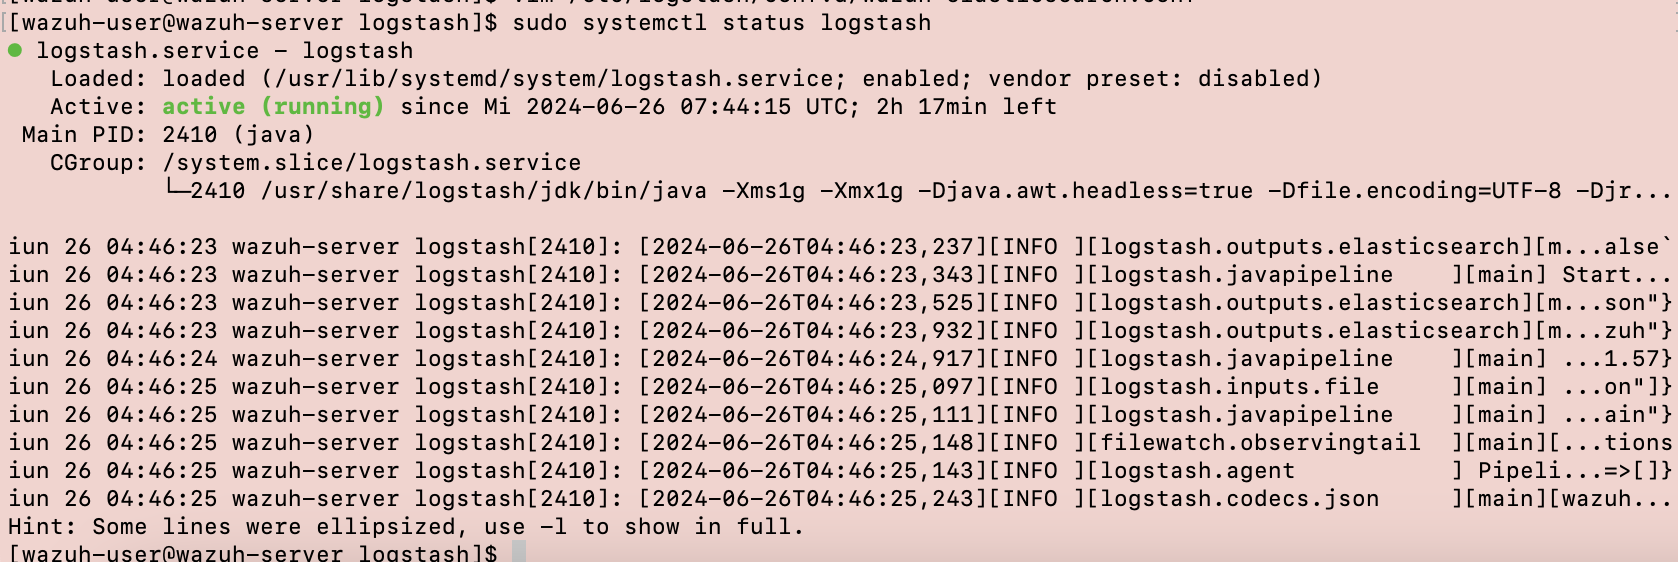 [wazuh-user@wazuh-server logstash]$ sudo systemctl status logstash
● logstash.service - logstash
Loaded: loaded (/usr/lib/systemd/system/logstash.service; enabled; vendor preset: disabled)
Active: active (running) since Mi 2024-06-26 07:44:15 UTC; 2h 17min left
Main PID: 2410 (java)
CGroup: /system.slice/logstash.service
└─2410 /usr/share/logstash/jdk/bin/java -Xms1g -Xmx1g -Djava.awt.headless=true -Dfile.encoding=UTF-8 -Djr...
iun 26 04:46:23 wazuh-server logstash[2410]: [2024-06-26T04:46:23,237][INFO ][logstash.outputs.elasticsearch][m...alse`
iun 26 04:46:23 wazuh-server logstash[2410]: [2024-06-26T04:46:23,343][INFO ][logstash.javapipeline    ][main] Start...
iun 26 04:46:23 wazuh-server logstash[2410]: [2024-06-26T04:46:23,525][INFO ][logstash.outputs.elasticsearch][m...son"}
iun 26 04:46:23 wazuh-server logstash[2410]: [2024-06-26T04:46:23,932][INFO ][logstash.outputs.elasticsearch][m...zuh"}
iun 26 04:46:24 wazuh-server logstash[2410]: [2024-06-26T04:46:24,917][INFO ][logstash.javapipeline    ][main] ...1.57}
iun 26 04:46:25 wazuh-server logstash[2410]: [2024-06-26T04:46:25,097][INFO ][logstash.inputs.file     ][main] ...on"]}
iun 26 04:46:25 wazuh-server logstash[2410]: [2024-06-26T04:46:25,111][INFO ][logstash.javapipeline    ][main] ...ain"}
iun 26 04:46:25 wazuh-server logstash[2410]: [2024-06-26T04:46:25,148][INFO ][filewatch.observingtail  ][main][...tions
iun 26 04:46:25 wazuh-server logstash[2410]: [2024-06-26T04:46:25,143][INFO ][logstash.agent           ] Pipeli...=>[]}
iun 26 04:46:25 wazuh-server logstash[2410]: [2024-06-26T04:46:25,243][INFO ][logstash.codecs.json     ][main][wazuh...
Hint: Some lines were ellipsized, use -l to show in full.
[wazuh-user@wazuh-server logstash]$